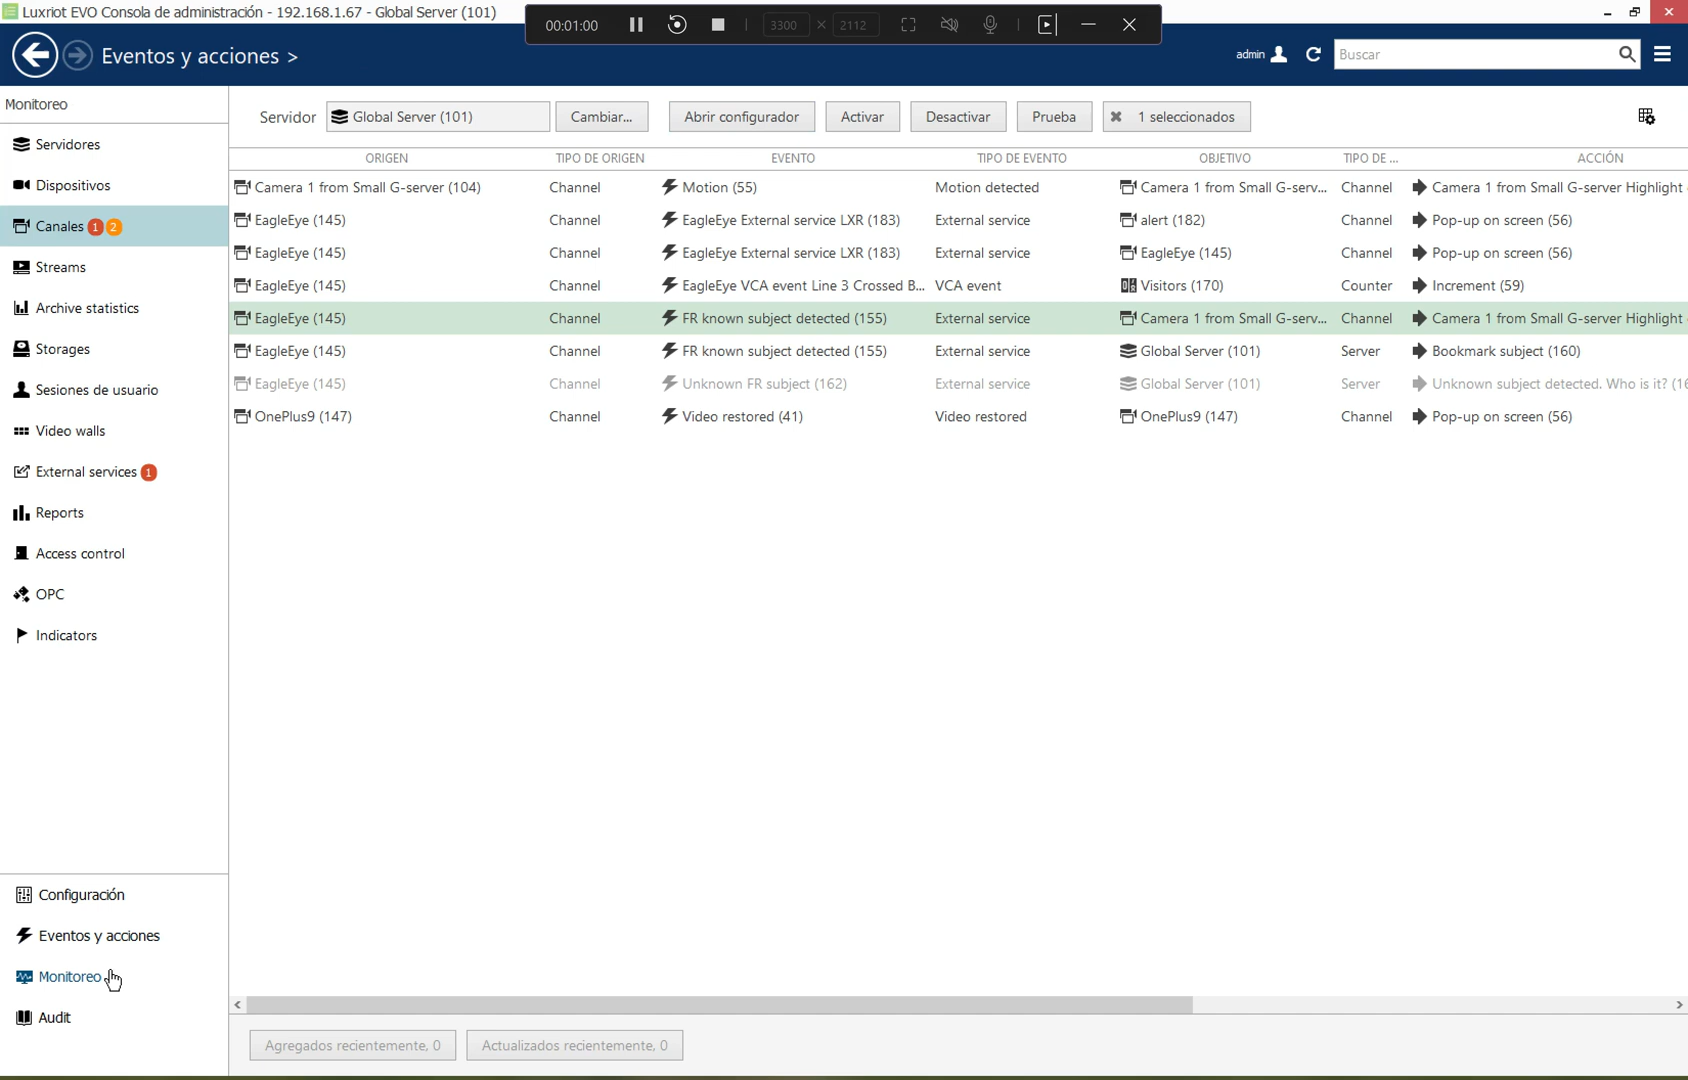 Luxriot EVO Consola de administración - 192.168.1.67 - Global Server (101)
00:01:00
3300 × 2112
Eventos y acciones >
admin
Buscar
Monitoreo
Servidores
Dispositivos
Canales 1 2
Streams
Archive statistics
Storages
Sesiones de usuario
Video walls
External services 1
Reports
Access control
OPC
Indicators
Configuración
Eventos y acciones
Monitoreo
Audit
Servidor Global Server (101) Cambiar... Abrir configurador Activar Desactivar Prueba 1 seleccionados
ORIGEN TIPO DE ORIGEN EVENTO TIPO DE EVENTO OBJETIVO TIPO DE ... ACCIÓN
Camera 1 from Small G-server (104) Channel Motion (55) Motion detected Camera 1 from Small G-serv... Channel Camera 1 from Small G-server Highlight
EagleEye (145) Channel EagleEye External service LXR (183) External service alert (182) Channel Pop-up on screen (56)
EagleEye (145) Channel EagleEye External service LXR (183) External service EagleEye (145) Channel Pop-up on screen (56)
EagleEye (145) Channel EagleEye VCA event Line 3 Crossed B... VCA event Visitors (170) Counter Increment (59)
EagleEye (145) Channel FR known subject detected (155) External service Camera 1 from Small G-serv... Channel Camera 1 from Small G-server Highlight
EagleEye (145) Channel FR known subject detected (155) External service Global Server (101) Server Bookmark subject (160)
EagleEye (145) Channel Unknown FR subject (162) External service Global Server (101) Server Unknown subject detected. Who is it? (16
OnePlus9 (147) Channel Video restored (41) Video restored OnePlus9 (147) Channel Pop-up on screen (56)
Agregados recientemente, 0 Actualizados recientemente, 0